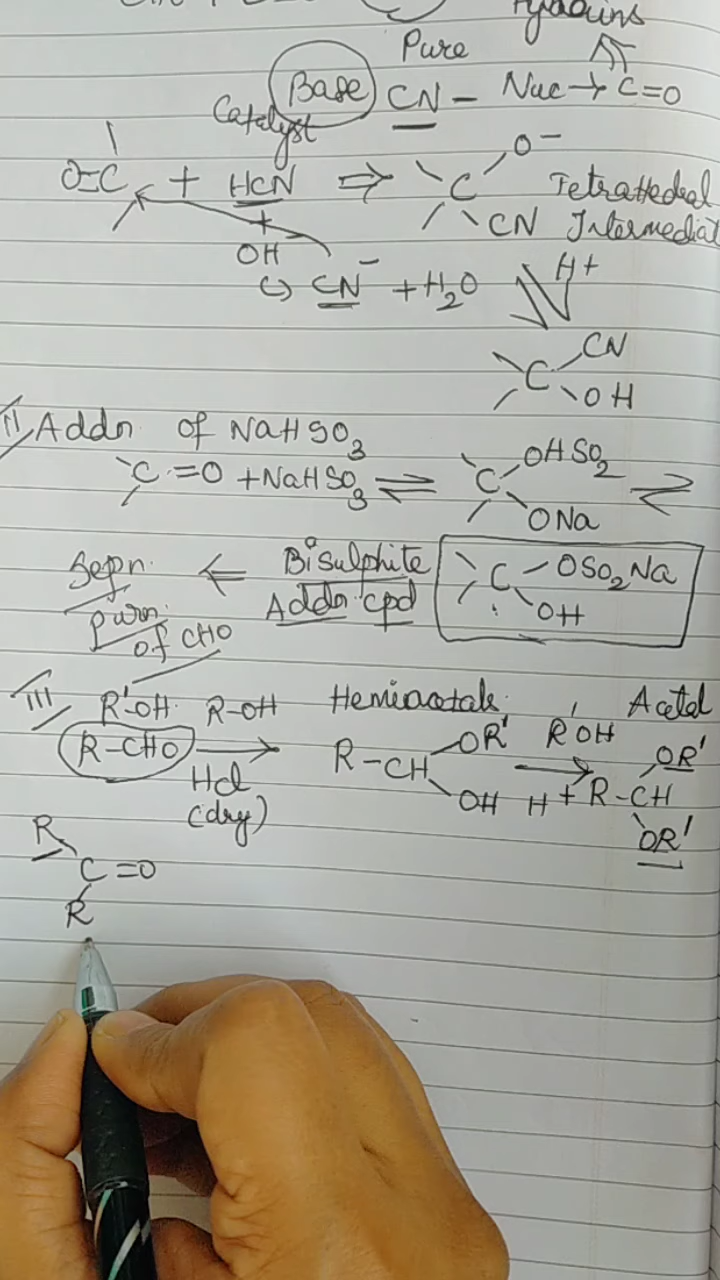 Pure
Base CN - Nuc → C=O
Catalyst
O=C + HCN ⇒ C O⁻ CN Tetrahedral
Intermediat
+
OH
CN⁻ + H₂O
H+
C CN OH
II Addn of NaHSO₃
C=O + NaHSO₃ ⇌ C OHSO₂ ONa ⇌
Sepn. ← Bisulphite C OSO₂Na OH
Purn. Addn cpd
of CHO
III R'OH R-OH Hemiacetals R'OH Acetal
R-CHO → R-CH OR' OH → R-CH OR' OR'
HCl H+
(dry)
R
C=O
R